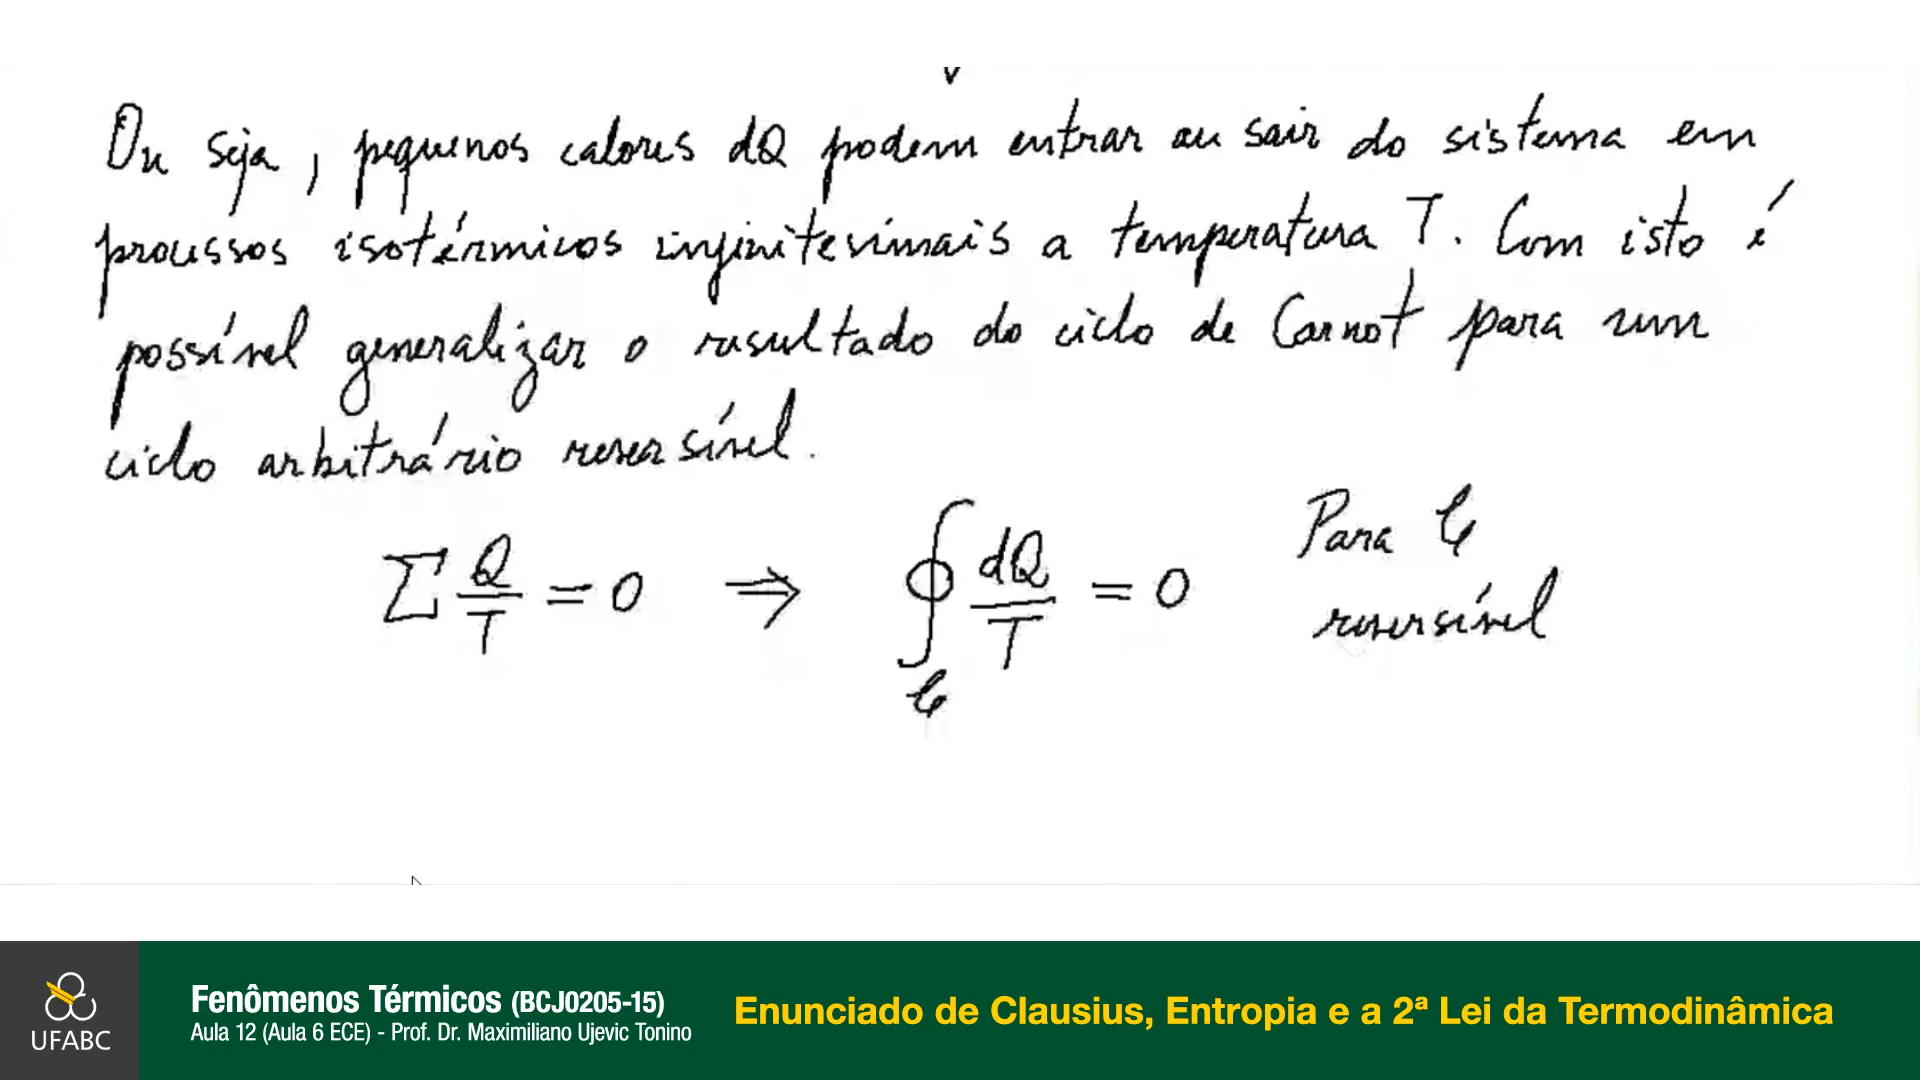 Ou seja, pequenos calores dQ podem entrar ou sair do sistema em
processos isotérmicos infinitesimais a temperatura T. Com isto é
possível generalizar o resultado do ciclo de Carnot para um
ciclo arbitrário reversível.
∑ Q/T = 0 ⇒ ∮_C dQ/T = 0 Para C
reversível
UFABC
Fenômenos Térmicos (BCJ0205-15)
Aula 12 (Aula 6 ECE) - Prof. Dr. Maximiliano Ujevic Tonino
Enunciado de Clausius, Entropia e a 2ª Lei da Termodinâmica